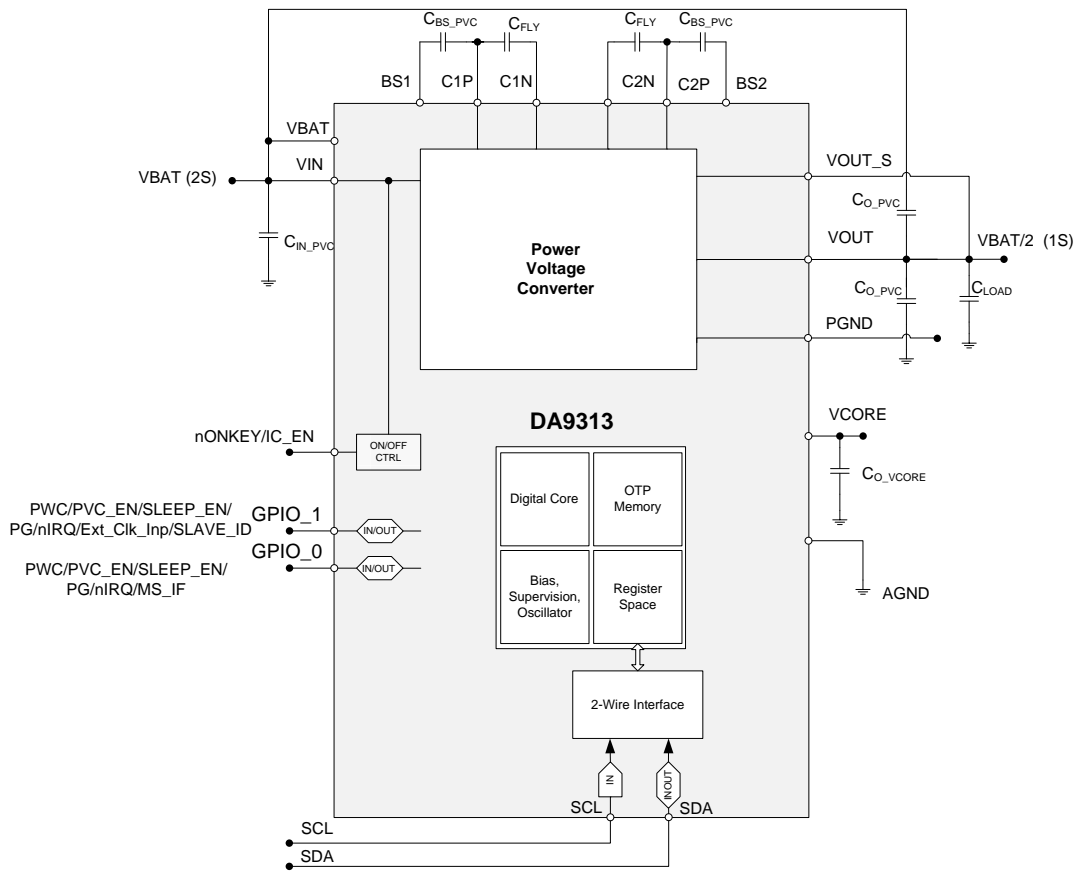 CBS_PVC
CFLY
CFLY
CBS_PVC
BS1
C1P
C1N
C2N
C2P
BS2
VBAT
VIN
VBAT (2S)
CIN_PVC
Power
Voltage
Converter
VOUT_S
CO_PVC
VOUT
VBAT/2 (1S)
CO_PVC
CLOAD
PGND
DA9313
VCORE
CO_VCORE
AGND
nONKEY/IC_EN
ON/OFF
CTRL
PWC/PVC_EN/SLEEP_EN/
PG/nIRQ/Ext_Clk_Inp/SLAVE_ID
GPIO_1
IN/OUT
GPIO_0
IN/OUT
PWC/PVC_EN/SLEEP_EN/
PG/nIRQ/MS_IF
Digital Core
OTP
Memory
Bias,
Supervision,
Oscillator
Register
Space
2-Wire Interface
IN
INOUT
SCL
SDA
SCL
SDA